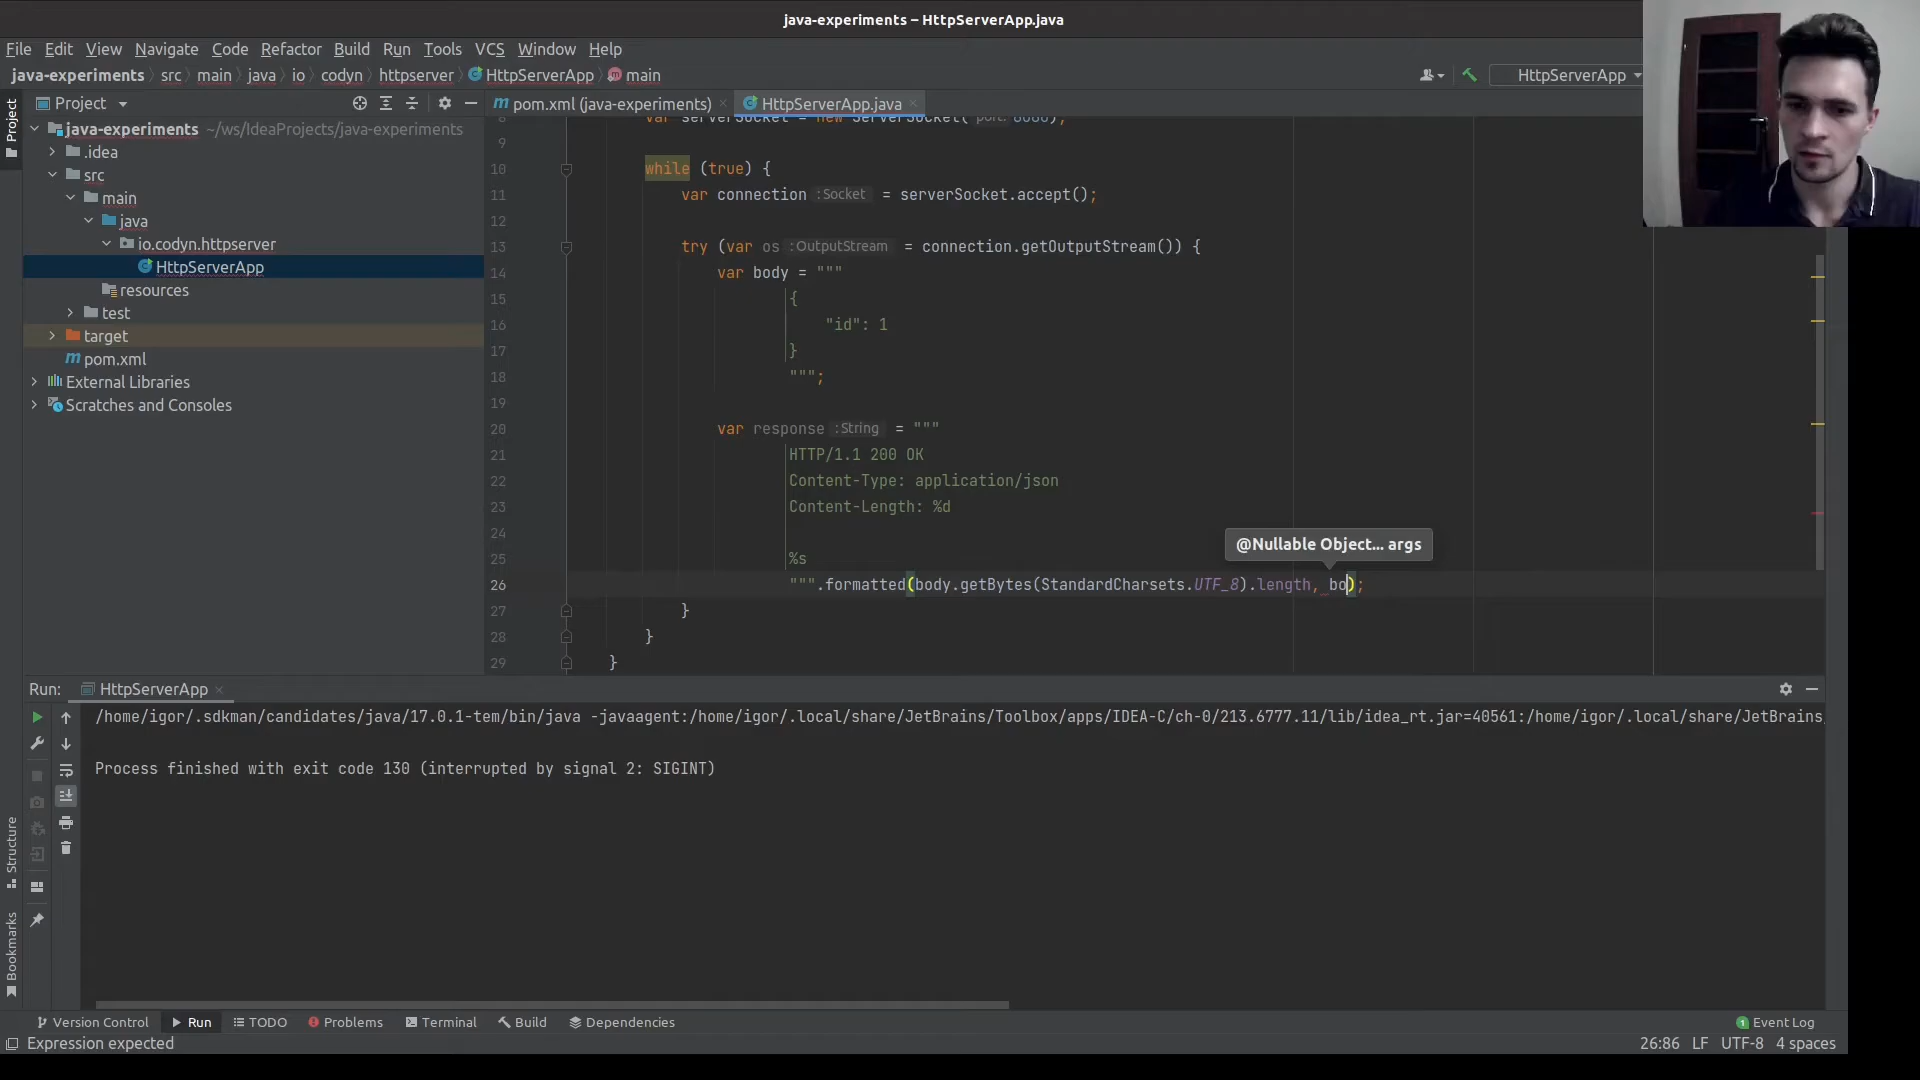 java-experiments – HttpServerApp.java
File Edit View Navigate Code Refactor Build Run Tools VCS Window Help
java-experiments src main java io codyn httpserver HttpServerApp main
HttpServerApp
Project
Project
pom.xml (java-experiments)
HttpServerApp.java
java-experiments ~/ws/IdeaProjects/java-experiments
.idea
src
main
java
io.codyn.httpserver
HttpServerApp
resources
test
target
pom.xml
External Libraries
Scratches and Consoles
8 var serverSocket = new ServerSocket( port: 8080);
9
10 while (true) {
11 var connection :Socket = serverSocket.accept();
12
13 try (var os :OutputStream = connection.getOutputStream()) {
14 var body = """
15 {
16 "id": 1
17 }
18 """;
19
20 var response :String = """
21 HTTP/1.1 200 OK
22 Content-Type: application/json
23 Content-Length: %d
24
@Nullable Object... args
25 %s
26 """.formatted(body.getBytes(StandardCharsets.UTF_8).length, bo);
27 }
28 }
29 }
Run: HttpServerApp
/home/igor/.sdkman/candidates/java/17.0.1-tem/bin/java -javaagent:/home/igor/.local/share/JetBrains/Toolbox/apps/IDEA-C/ch-0/213.6777.11/lib/idea_rt.jar=40561:/home/igor/.local/share/JetBrains/
Process finished with exit code 130 (interrupted by signal 2: SIGINT)
Structure
Bookmarks
Version Control Run TODO Problems Terminal Build Dependencies
1 Event Log
Expression expected
26:86 LF UTF-8 4 spaces